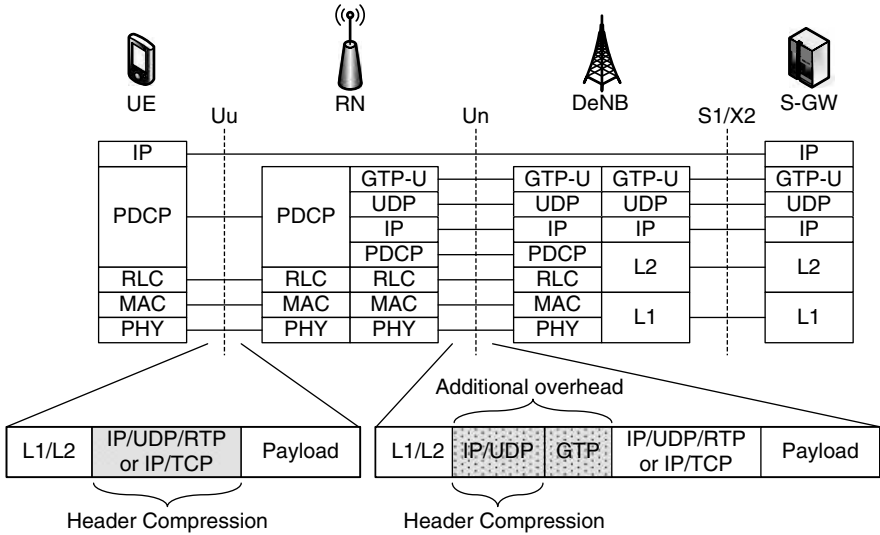 UE
RN
DeNB
S-GW
Uu
Un
S1/X2
IP
IP
GTP-U
GTP-U
GTP-U
GTP-U
PDCP
PDCP
UDP
UDP
UDP
UDP
IP
IP
IP
IP
PDCP
PDCP
L2
L2
RLC
RLC
RLC
RLC
MAC
MAC
MAC
MAC
L1
L1
PHY
PHY
PHY
PHY
Additional overhead
L1/L2
IP/UDP/RTP
or IP/TCP
Payload
L1/L2
IP/UDP
GTP
IP/UDP/RTP
or IP/TCP
Payload
Header Compression
Header Compression